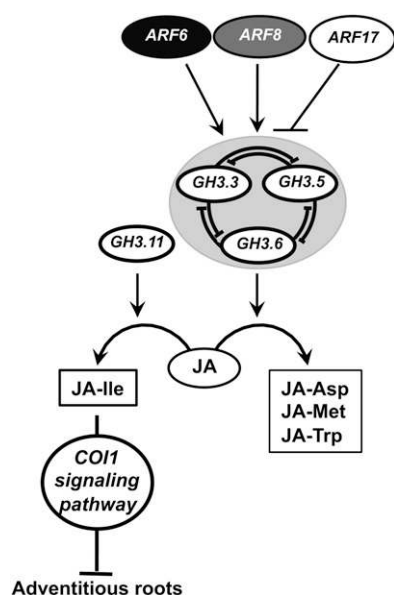 ARF6
ARF8
ARF17
GH3.3
GH3.5
GH3.6
GH3.11
JA
JA-Ile
JA-Asp
JA-Met
JA-Trp
COI1
signaling
pathway
Adventitious roots